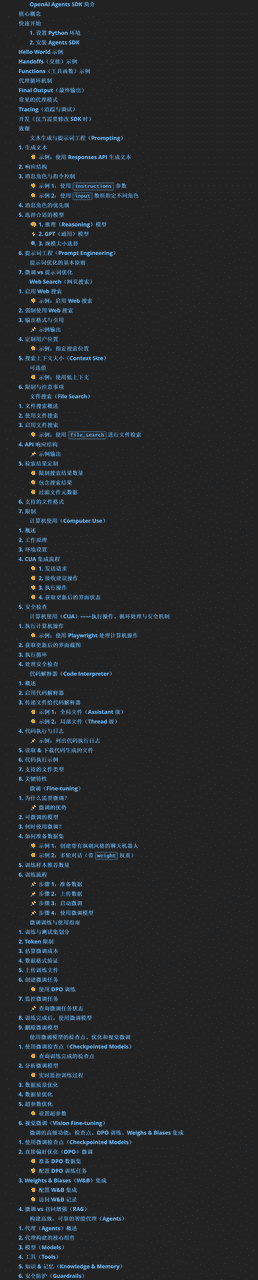 OpenAI Agents SDK 简介
核心概念
快速开始
1. 设置 Python 环境
2. 安装 Agents SDK
Hello World 示例
Handoffs（交接）示例
Functions（工具函数）示例
代理循环机制
Final Output（最终输出）
常见的代理模式
Tracing（追踪与调试）
开发（仅当需要修改 SDK 时）
致谢
文本生成与提示词工程（Prompting）
1. 生成文本
示例：使用 Responses API 生成文本
2. 响应结构
3. 消息角色与指令控制
示例 1：使用 instructions 参数
示例 2：使用 input 数组指定不同角色
4. 消息角色的优先级
5. 选择合适的模型
1. 推理（Reasoning）模型
2. GPT（通用）模型
3. 规模大小选择
6. 提示词工程（Prompt Engineering）
提示词优化的基本原则
7. 微调 vs 提示词优化
Web Search（网页搜索）
1. 启用 Web 搜索
示例：启用 Web 搜索
2. 强制使用 Web 搜索
3. 输出格式与引用
示例输出
4. 定制用户位置
示例：指定搜索位置
5. 搜索上下文大小（Context Size）
可选值
示例：使用低上下文
6. 限制与注意事项
文件搜索（File Search）
1. 文件搜索概述
2. 使用文件搜索
3. 启用文件搜索
示例：使用 file_search 进行文件检索
4. API 响应结构
示例输出
5. 检索结果定制
限制搜索结果数量
包含搜索结果
过滤文件元数据
6. 支持的文件格式
7. 限制
计算机使用（Computer Use）
1. 概述
2. 工作原理
3. 环境设置
4. CUA 集成流程
1. 发送请求
2. 接收建议操作
3. 执行操作
4. 获取更新后的界面状态
5. 安全检查
计算机使用（CUA）——执行操作、循环处理与安全机制
1. 执行计算机操作
示例：使用 Playwright 处理计算机操作
2. 获取更新后的界面截图
3. 执行循环
4. 处理安全检查
代码解释器（Code Interpreter）
1. 概述
2. 启用代码解释器
3. 传递文件给代码解释器
示例 1：全局文件（Assistant 级）
示例 2：局部文件（Thread 级）
4. 代码执行与日志
示例：列出代码执行日志
5. 读取 & 下载代码生成的文件
6. 代码执行示例
7. 支持的文件类型
8. 关键特性
微调（Fine-tuning）
1. 为什么需要微调？
微调的优势
2. 可微调的模型
3. 何时使用微调？
4. 如何准备数据集
示例 1：创建带有讽刺风格的聊天机器人
示例 2：多轮对话（带 weight 权重）
5. 训练样本推荐数量
6. 训练流程
步骤 1：准备数据
步骤 2：上传数据
步骤 3：启动微调
步骤 4：使用微调模型
微调训练与使用指南
1. 训练与测试集划分
2. Token 限制
3. 估算微调成本
4. 数据格式验证
5. 上传训练文件
6. 创建微调任务
使用 DPO 训练
7. 监控微调任务
查询微调任务状态
8. 训练完成后，使用微调模型
9. 删除微调模型
使用微调模型的检查点、优化和视觉微调
1. 使用微调检查点（Checkpointed Models）
查询训练完成的检查点
2. 分析微调模型
实时监控训练过程
3. 数据质量优化
4. 数据量优化
5. 超参数优化
设置超参数
6. 视觉微调（Vision Fine-tuning）
微调的高级功能：检查点、DPO 训练、Weighs & Biases 集成
1. 使用微调检查点（Checkpointed Models）
2. 直接偏好优化（DPO）微调
准备 DPO 数据集
配置 DPO 训练任务
3. Weights & Biases（W&B）集成
配置 W&B 集成
访问 W&B 记录
4. 微调 vs 检索增强（RAG）
构建高效、可靠的智能代理（Agents）
1. 代理（Agents）概述
2. 代理构建的核心组件
3. 模型（Models）
4. 工具（Tools）
5. 知识 & 记忆（Knowledge & Memory）
6. 安全防护（Guardrails）